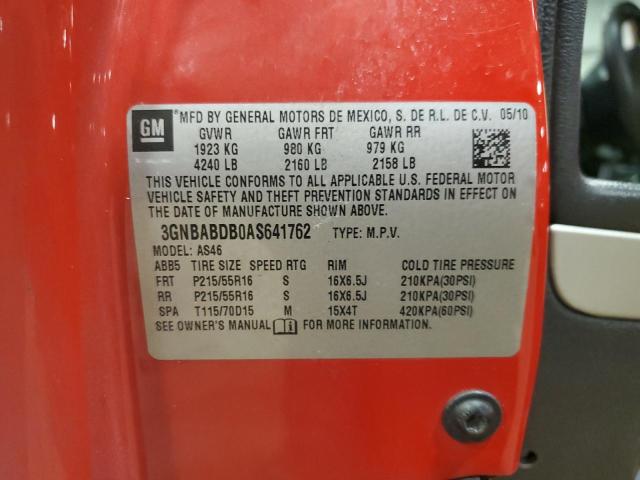 GM ®MFD BY GENERAL MOTORS DE MEXICO, S. DE R.L. DE C.V. 05/10
GVWR GAWR FRT GAWR RR
1923 KG 980 KG 979 KG
4240 LB 2160 LB 2158 LB
THIS VEHICLE CONFORMS TO ALL APPLICABLE U.S. FEDERAL MOTOR
VEHICLE SAFETY AND THEFT PREVENTION STANDARDS IN EFFECT ON
THE DATE OF MANUFACTURE SHOWN ABOVE.
3GNBABDB0AS641762 TYPE: M.P.V.
MODEL: AS46
ABB5 TIRE SIZE SPEED RTG RIM COLD TIRE PRESSURE
FRT P215/55R16 S 16X6.5J 210KPA(30PSI)
RR P215/55R16 S 16X6.5J 210KPA(30PSI)
SPA T115/70D15 M 15X4T 420KPA(60PSI)
SEE OWNER'S MANUAL FOR MORE INFORMATION.